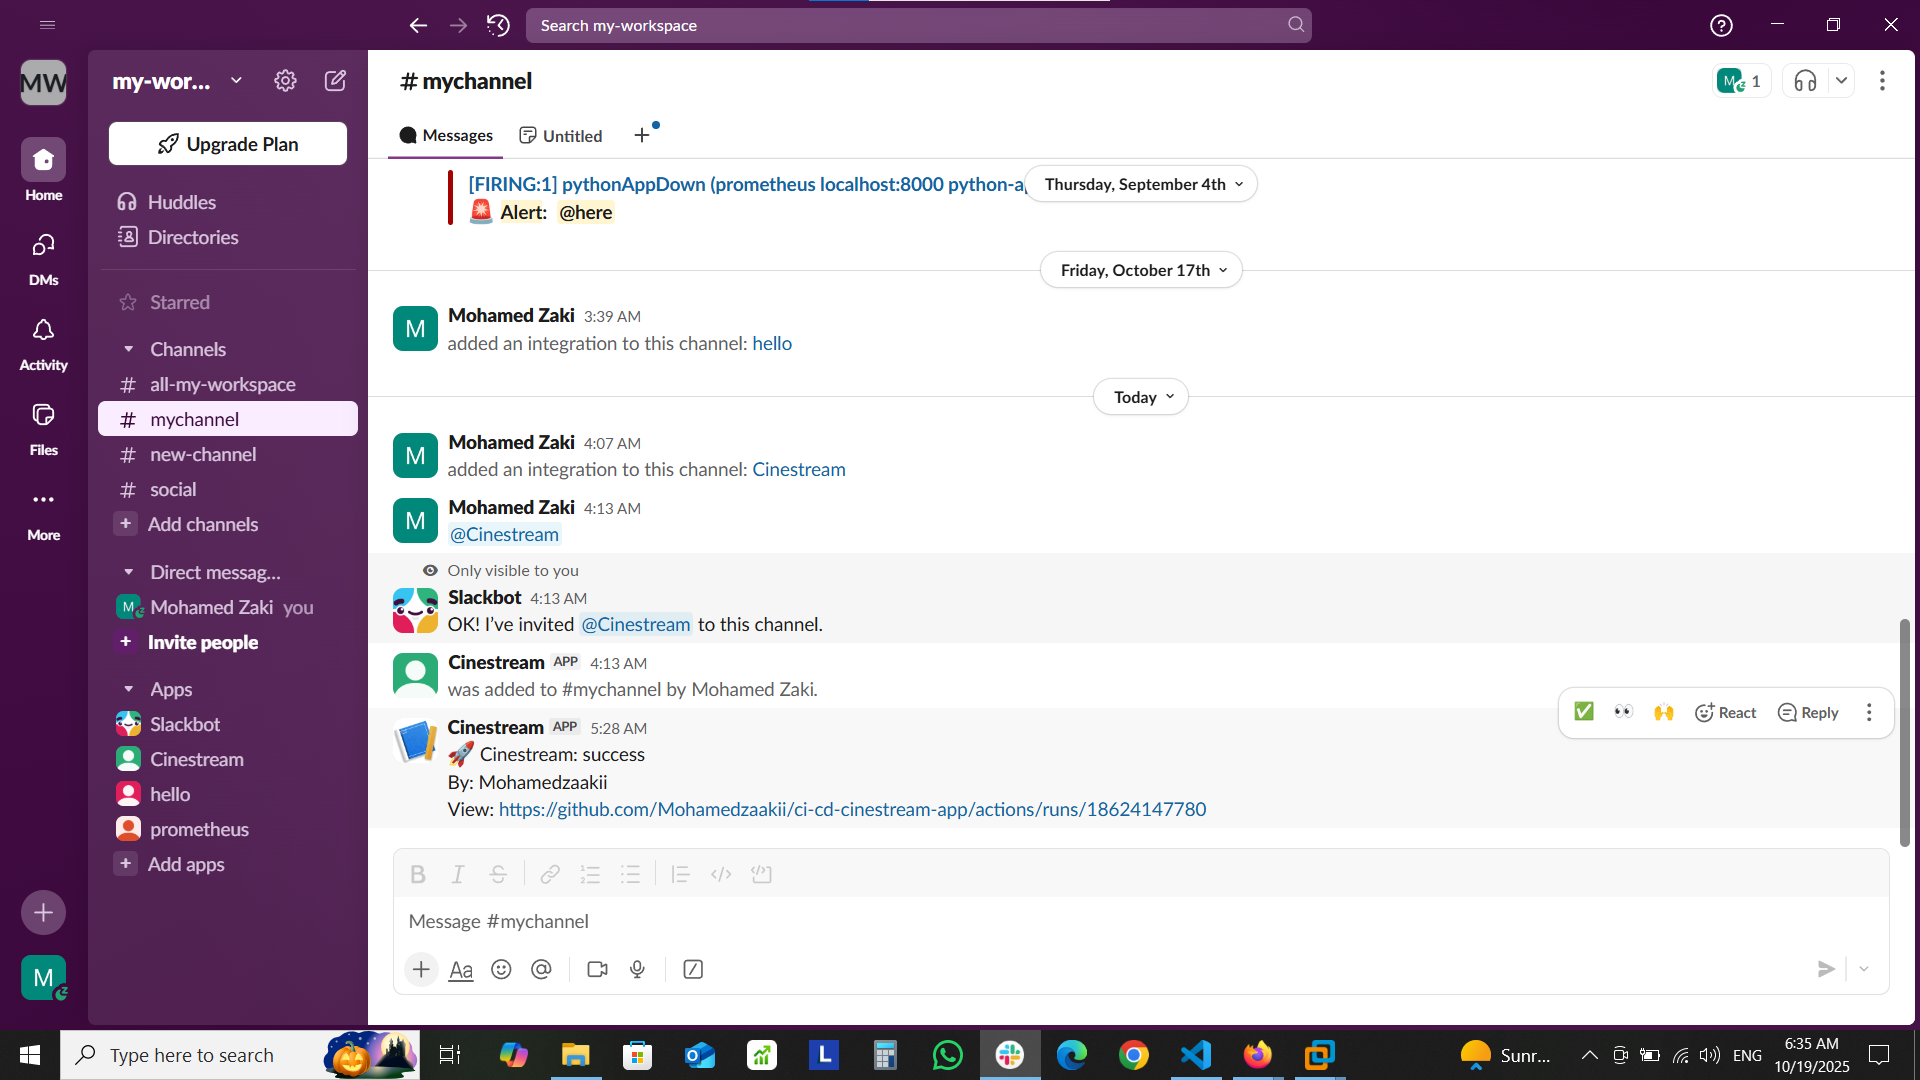 Search my-workspace
MW
my-wor...
Upgrade Plan
Home
DMs
Activity
Files
More
Huddles
Directories
Starred
Channels
# all-my-workspace
# mychannel
# new-channel
# social
+ Add channels
Direct messag...
M Mohamed Zaki you
+ Invite people
Apps
Slackbot
Cinestream
hello
prometheus
+ Add apps
M
# mychannel
M 1
Messages
Untitled
[FIRING:1] pythonAppDown (prometheus localhost:8000
🚨 Alert: @here
Thursday, September 4th
Friday, October 17th
M
Mohamed Zaki 3:39 AM
added an integration to this channel: hello
Today
M
Mohamed Zaki 4:07 AM
added an integration to this channel: Cinestream
M
Mohamed Zaki 4:13 AM
@Cinestream
Only visible to you
Slackbot 4:13 AM
OK! I’ve invited @Cinestream to this channel.
Cinestream APP 4:13 AM
was added to #mychannel by Mohamed Zaki.
✅ 👀 🙌 React Reply
Cinestream APP 5:28 AM
🚀 Cinestream: success
By: Mohamedzaakii
View: https://github.com/Mohamedzaakii/ci-cd-cinestream-app/actions/runs/18624147780
B I S
Message #mychannel
+ Aa @
Type here to search
L
Sunr...
ENG
6:35 AM
10/19/2025